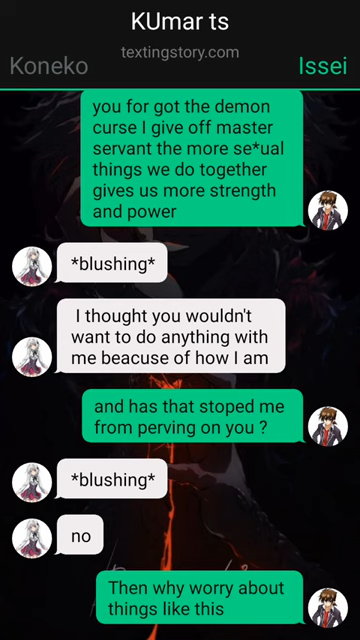 KUmar ts
textingstory.com
Koneko
Issei
you for got the demon
curse I give off master
servant the more se*ual
things we do together
gives us more strength
and power
*blushing*
I thought you wouldn't
want to do anything with
me beacuse of how I am
and has that stoped me
from perving on you ?
*blushing*
no
Then why worry about
things like this